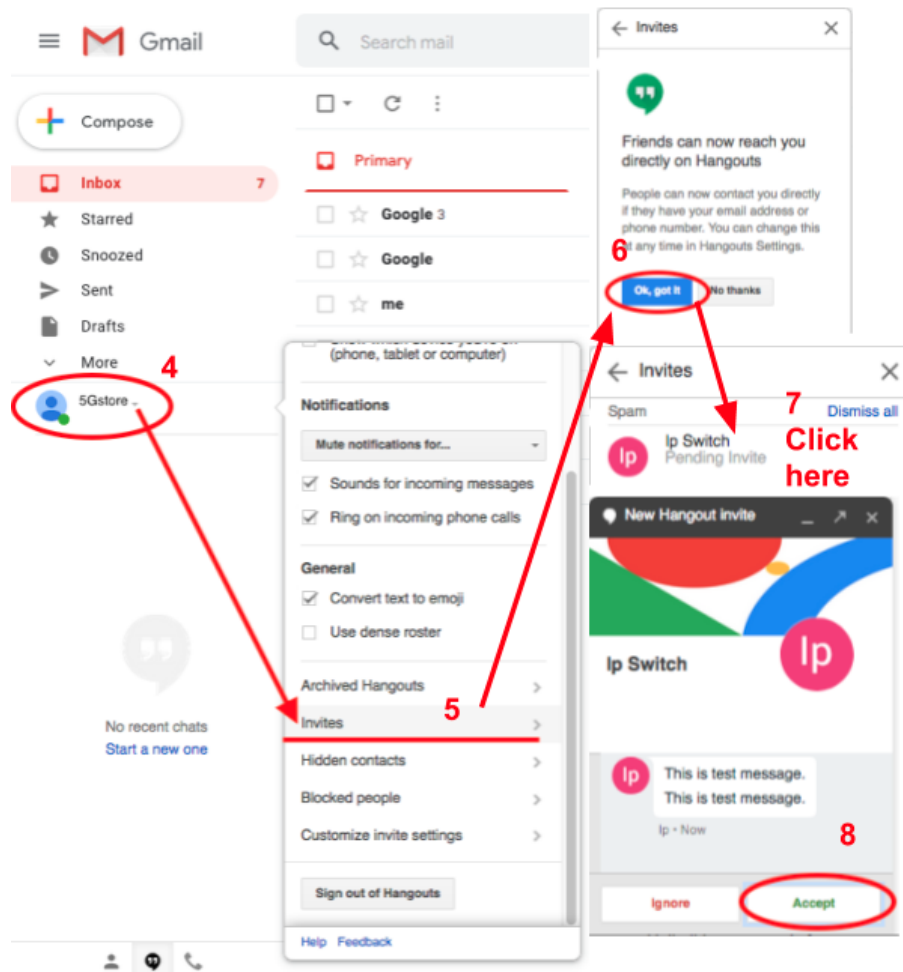 Gmail
Search mail
Compose
Inbox 7
Starred
Snoozed
Sent
Drafts
More
4
5Gstore
No recent chats
Start a new one
Primary
Google 3
Google
me
(phone, tablet or computer)
Notifications
Mute notifications for...
Sounds for incoming messages
Ring on incoming phone calls
General
Convert text to emoji
Use dense roster
Archived Hangouts
Invites
5
Hidden contacts
Blocked people
Customize invite settings
Sign out of Hangouts
Help Feedback
Invites
Friends can now reach you
directly on Hangouts
People can now contact you directly
if they have your email address or
phone number. You can change this
at any time in Hangouts Settings.
6
Ok, got it
No thanks
Invites
Spam
Dismiss all
7
Click
here
Ip
Ip Switch
Pending Invite
New Hangout invite
Ip
Ip Switch
Ip
This is test message.
This is test message.
Ip • Now
8
Ignore
Accept